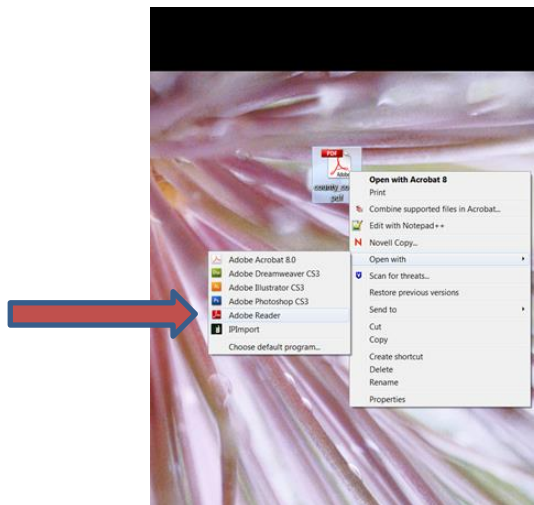 PDF
Adobe
pdf
Open with Acrobat 8
Print
Combine supported files in Acrobat...
Edit with Notepad++
Novell Copy...
Open with
Scan for threats...
Restore previous versions
Send to
Cut
Copy
Create shortcut
Delete
Rename
Properties
Adobe Acrobat 8.0
Adobe Dreamweaver CS3
Adobe Illustrator CS3
Adobe Photoshop CS3
Adobe Reader
IPImport
Choose default program...